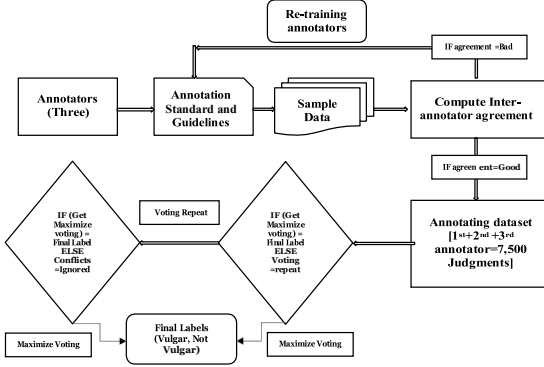 Re-training
annotators
IF agreement =Bad
Annotators
(Three)
Annotation
Standard and
Guidelines
Sample
Data
Compute Inter-
annotator agreement
IF agreen ent=Good
IF (Get
Maximize
voting) =
Final Label
ELSE
Conflicts
=Ignored
Voting Repeat
IF (Get
Maximize
voting) =
Final Label
ELSE
Voting
=repeat
Annotating dataset
[1st+2nd +3rd
annotator=7,500
Judgments]
Maximize Voting
Final Labels
(Vulgar, Not
Vulgar)
Maximize Voting